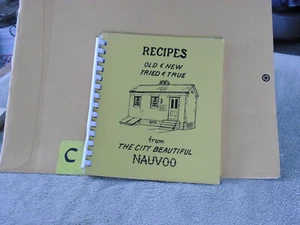 RECIPES
OLD & NEW
TRIED & TRUE
from
THE CITY BEAUTIFUL
NAUVOO
C